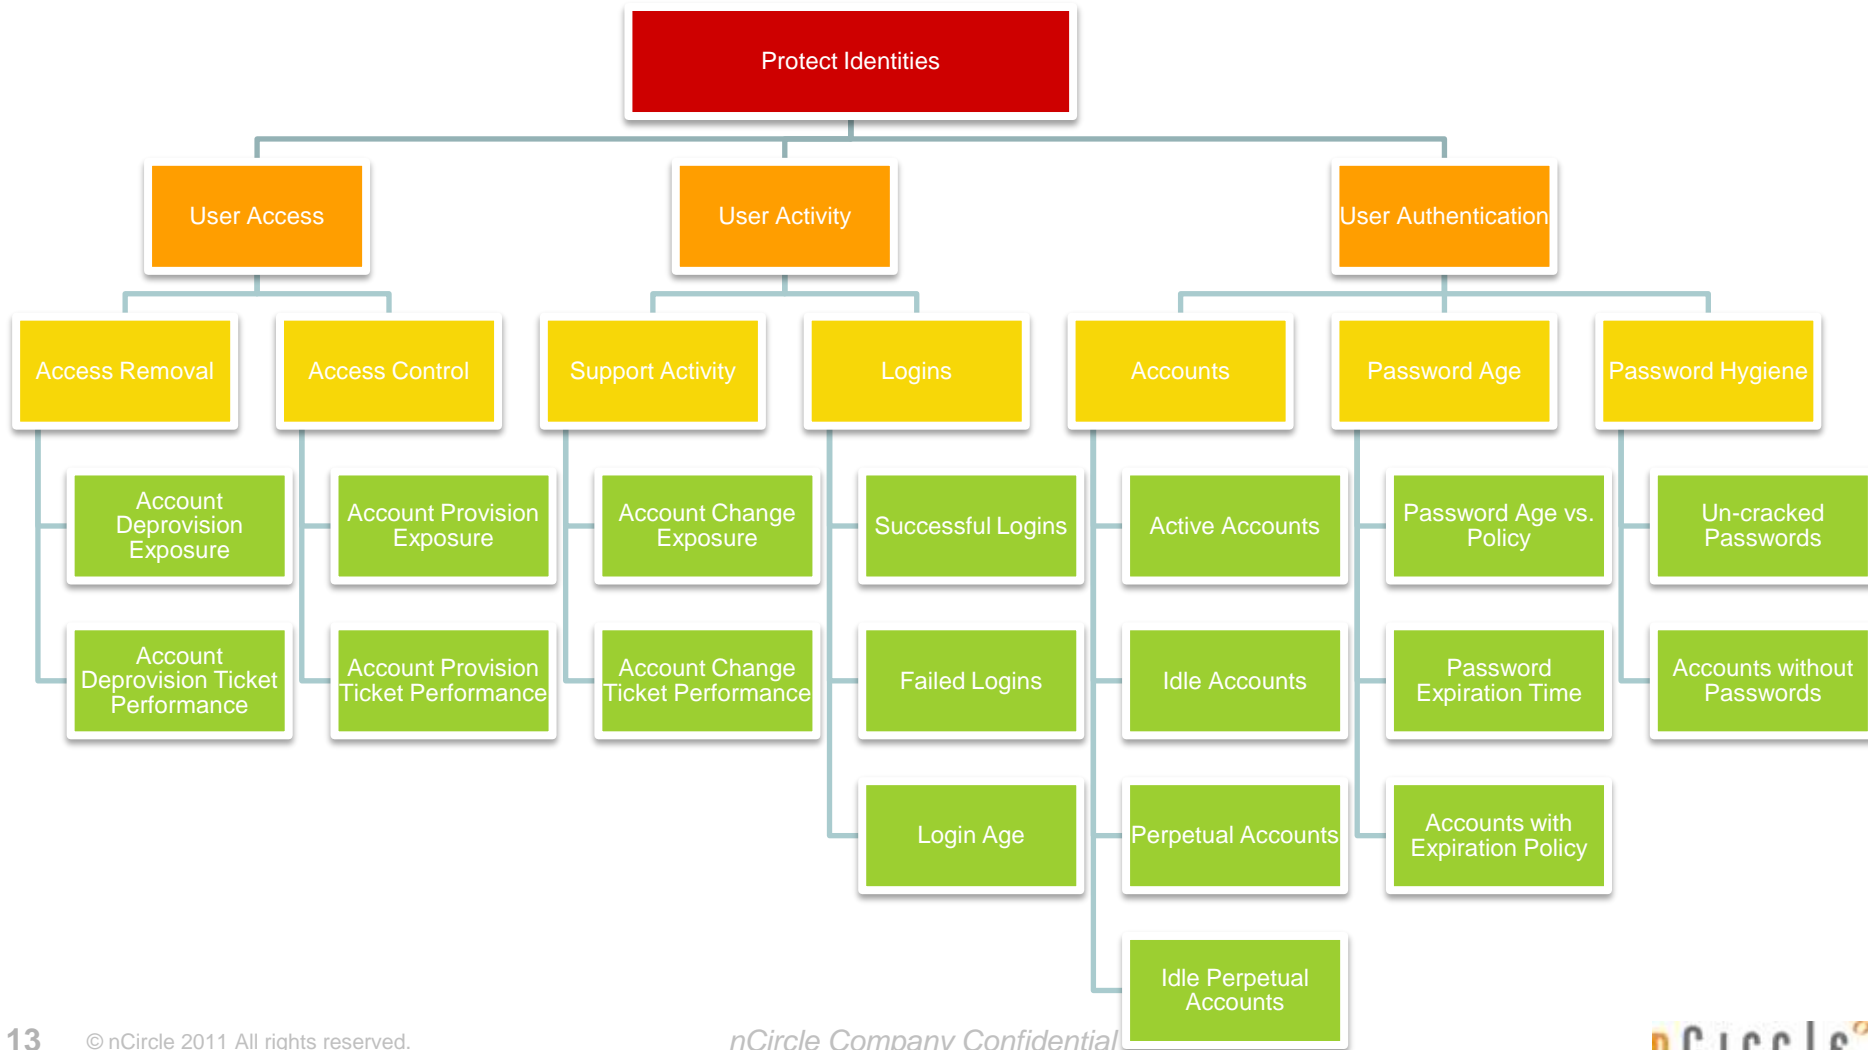 Protect Identities
User Access
User Activity
User Authentication
Access Removal
Access Control
Support Activity
Logins
Accounts
Password Age
Password Hygiene
Account
Deprovision
Exposure
Account Provision
Exposure
Account Change
Exposure
Successful Logins
Active Accounts
Password Age vs.
Policy
Un-cracked
Passwords
Account
Deprovision Ticket
Performance
Account Provision
Ticket Performance
Account Change
Ticket Performance
Failed Logins
Idle Accounts
Password
Expiration Time
Accounts without
Passwords
Login Age
Perpetual Accounts
Accounts with
Expiration Policy
Idle Perpetual
Accounts
13
© nCircle 2011 All rights reserved.
nCircle Company Confidential
nCircle